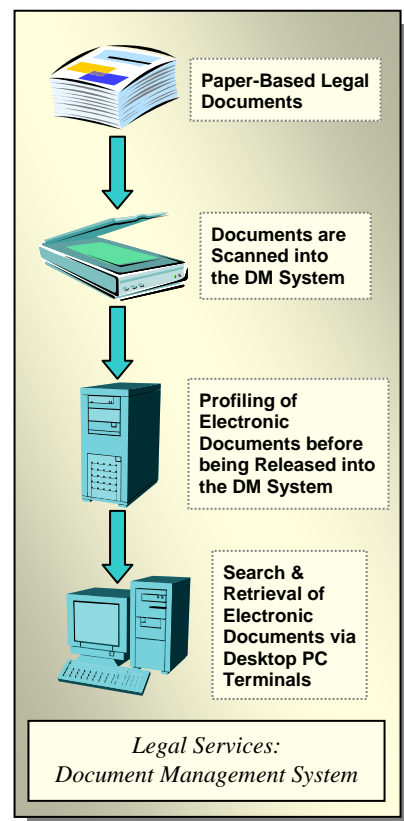 Paper-Based Legal
Documents
Documents are
Scanned into
the DM System
Profiling of
Electronic
Documents before
being Released into
the DM System
Search &
Retrieval of
Electronic
Documents via
Desktop PC
Terminals
Legal Services:
Document Management System